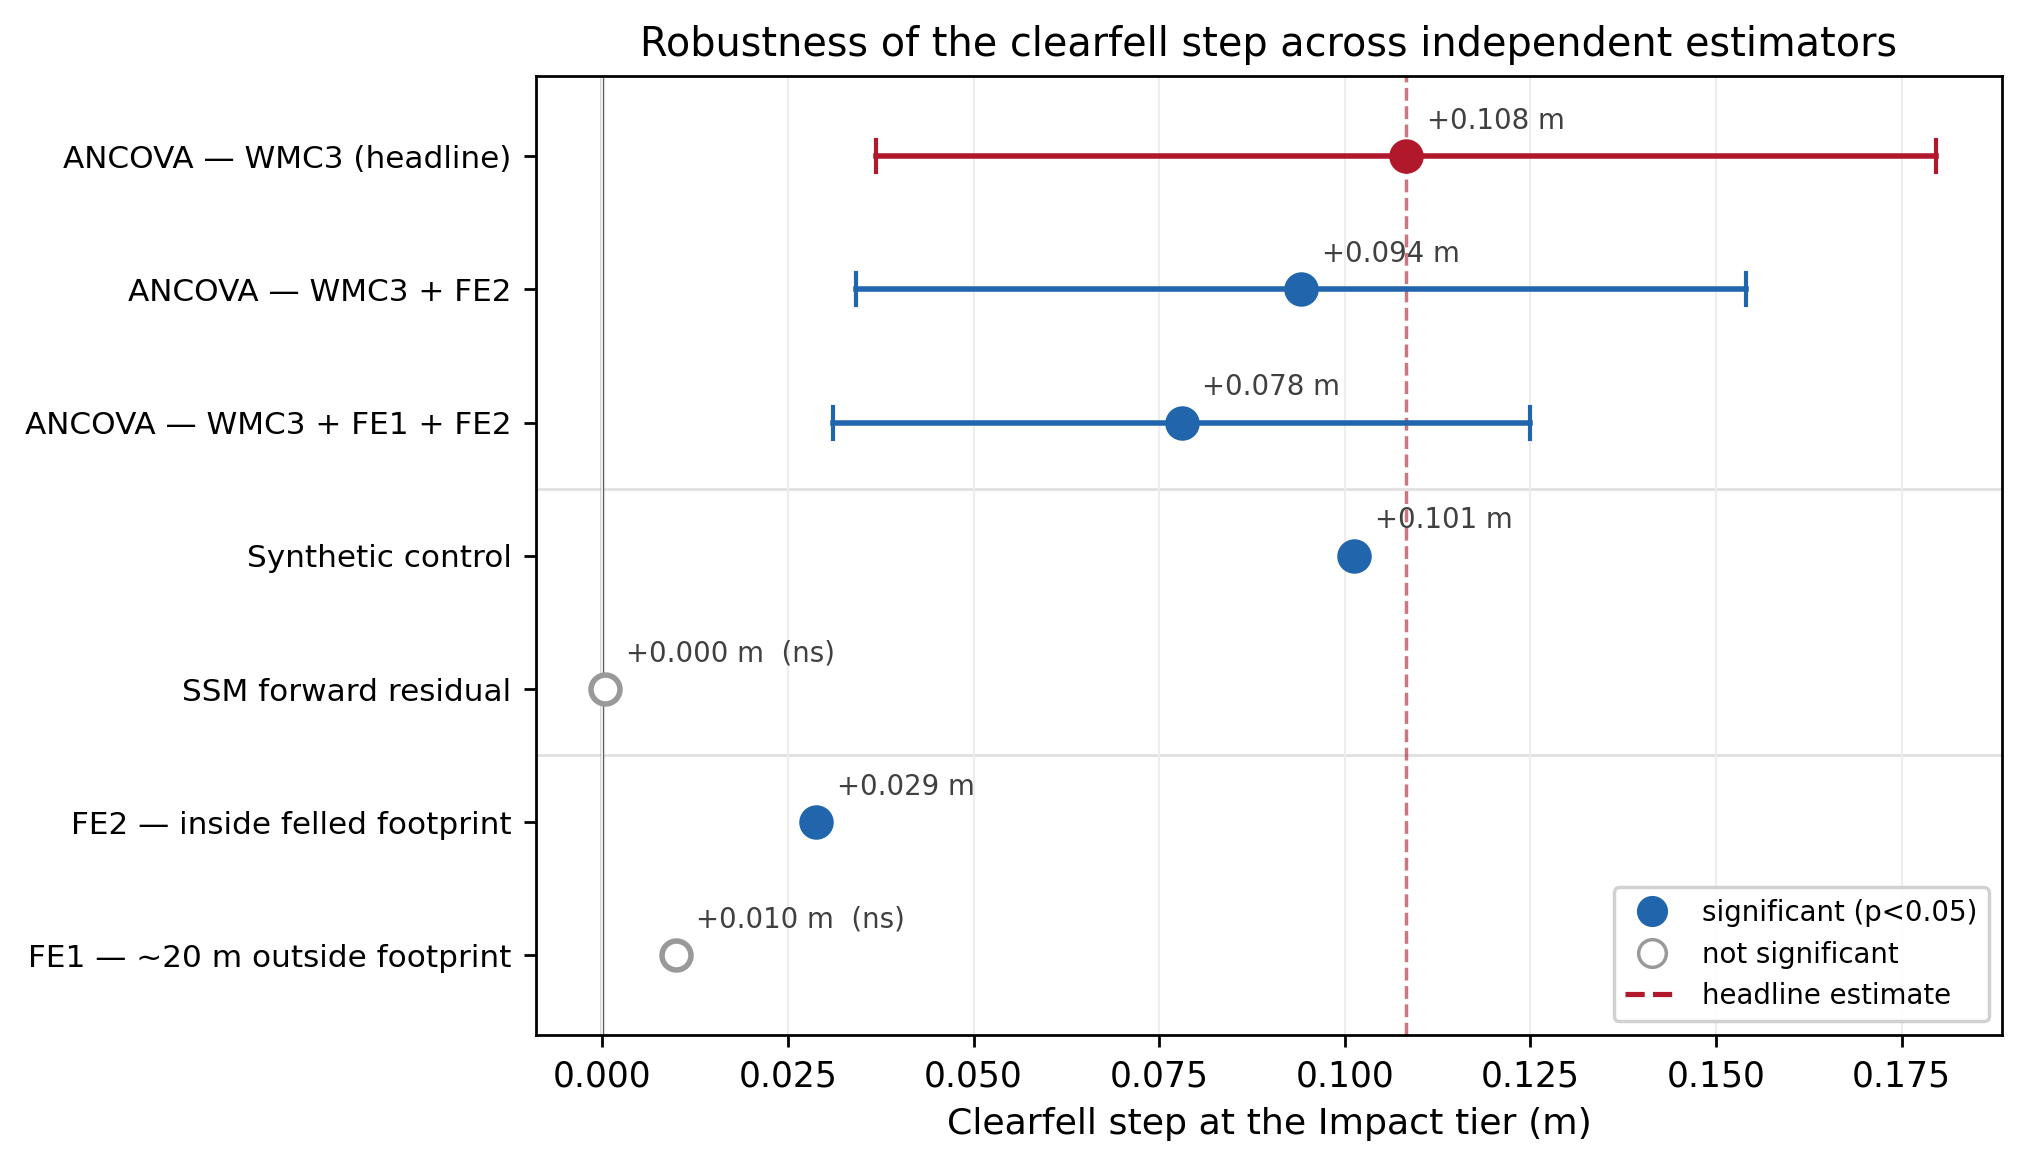 Robustness of the clearfell step across independent estimators
ANCOVA — WMC3 (headline)
+0.108 m
ANCOVA — WMC3 + FE2
+0.094 m
ANCOVA — WMC3 + FE1 + FE2
+0.078 m
Synthetic control
+0.101 m
SSM forward residual
+0.000 m  (ns)
FE2 — inside felled footprint
+0.029 m
FE1 — ~20 m outside footprint
+0.010 m  (ns)
significant (p<0.05)
not significant
headline estimate
0.000 0.025 0.050 0.075 0.100 0.125 0.150 0.175
Clearfell step at the Impact tier (m)